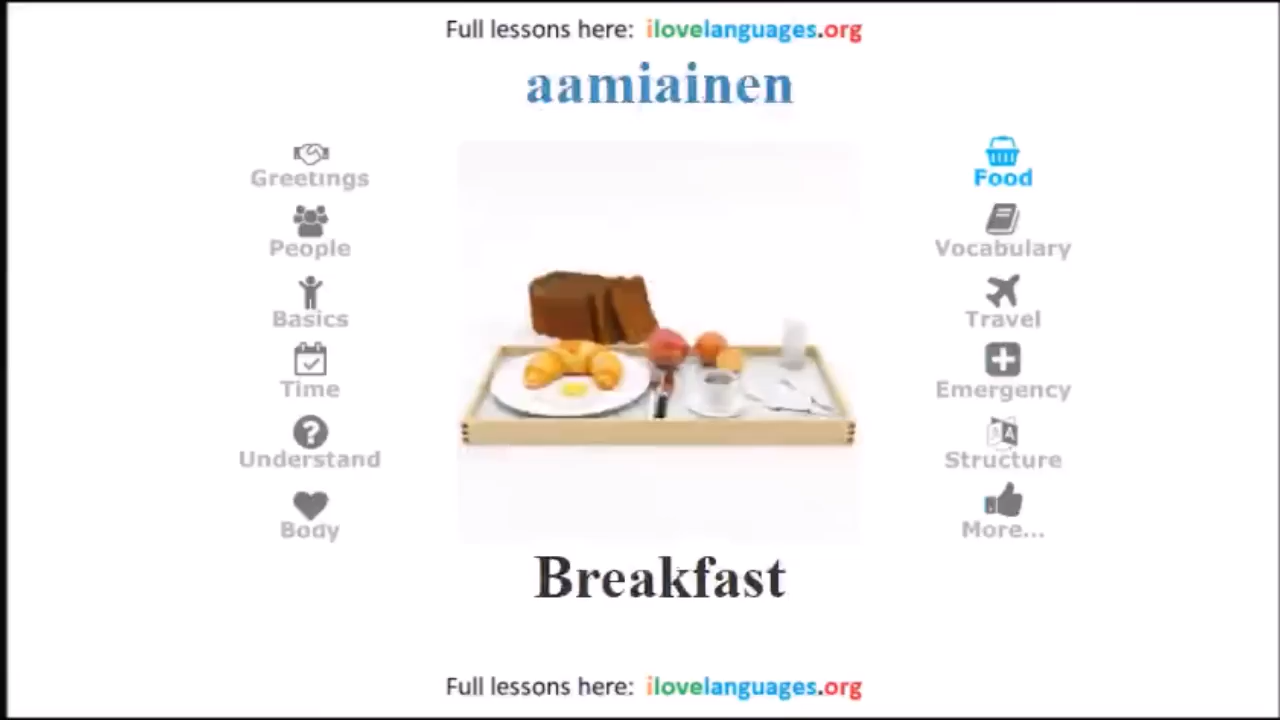 Full lessons here: ilovelanguages.org
aamiainen
Greetings
People
Basics
Time
Understand
Body
Food
Vocabulary
Travel
Emergency
Structure
More...
Breakfast
Full lessons here: ilovelanguages.org